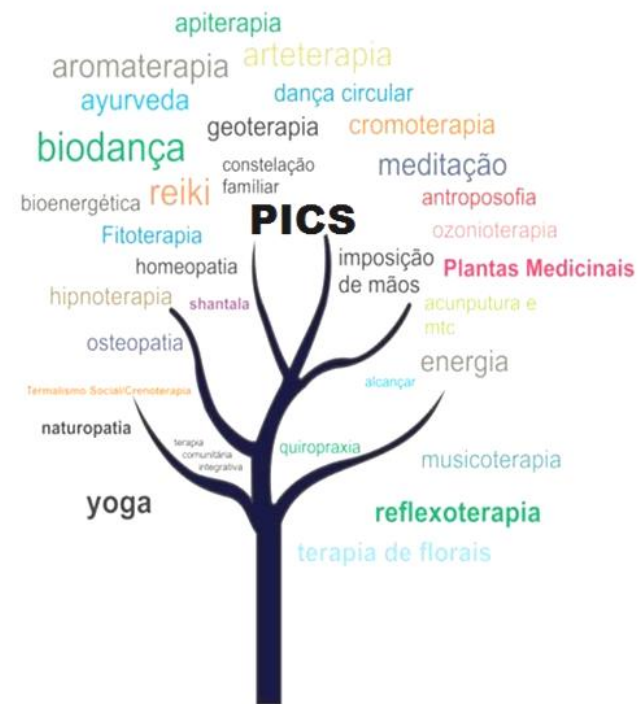 apiterapia
arteterapia
aromaterapia
ayurveda
dança circular
geoterapia
cromoterapia
biodança
constelação
famíliar
meditação
bioenergética
reiki
antroposofia
PICS
Fitoterapia
ozonioterapia
homeopatia
imposição
de mãos
Plantas Medicinais
hipnoterapia
shantala
acunputura e
mtc
osteopatia
energia
alcançar
Termalismo Social/Crenoterapia
naturopatia
terapia
comunitária
integrativa
quiropraxia
musicoterapia
yoga
reflexoterapia
terapia de florais